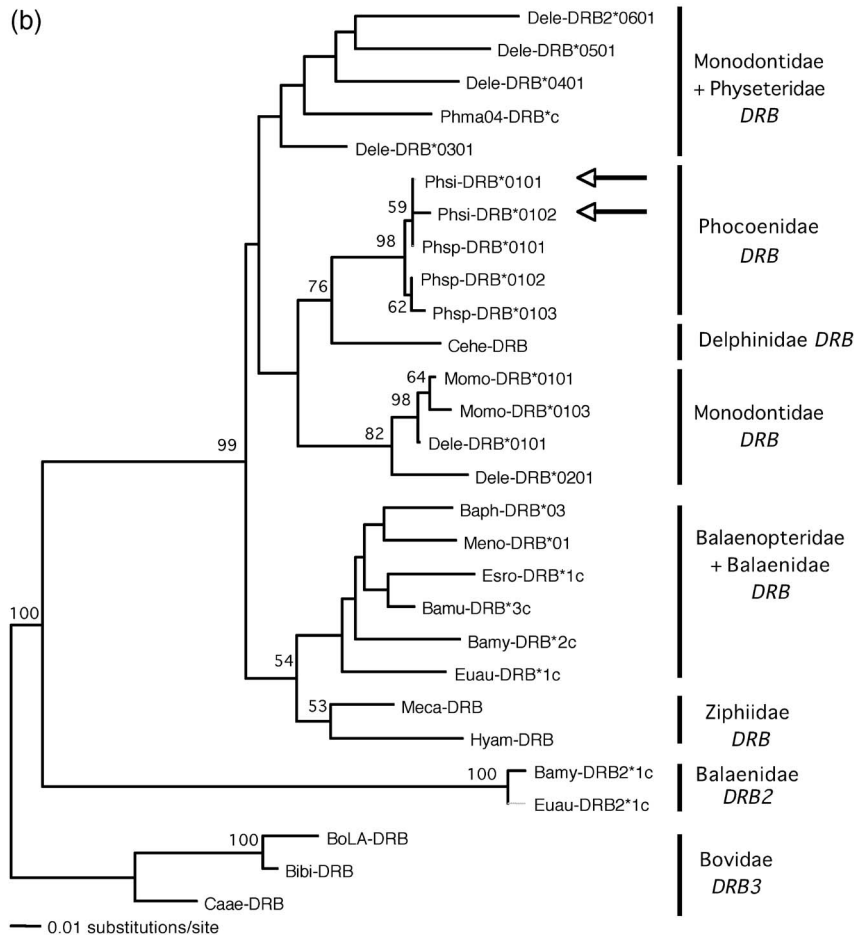 (b)
Dele-DRB2*0601
Dele-DRB*0501
Dele-DRB*0401
Phma04-DRB*c
Dele-DRB*0301
Monodontidae
+ Physeteridae
DRB
Phsi-DRB*0101
59
Phsi-DRB*0102
98
Phsp-DRB*0101
76
Phsp-DRB*0102
62
Phsp-DRB*0103
Phocoenidae
DRB
Cehe-DRB
Delphinidae DRB
64
Momo-DRB*0101
98
Momo-DRB*0103
82
Dele-DRB*0101
99
Dele-DRB*0201
Monodontidae
DRB
Baph-DRB*03
Meno-DRB*01
Esro-DRB*1c
Bamu-DRB*3c
Bamy-DRB*2c
Euau-DRB*1c
Balaenopteridae
+ Balaenidae
DRB
100
54
53
Meca-DRB
Hyam-DRB
Ziphiidae
DRB
100
Bamy-DRB2*1c
Euau-DRB2*1c
Balaenidae
DRB2
100
BoLA-DRB
Bibi-DRB
Caae-DRB
Bovidae
DRB3
0.01 substitutions/site